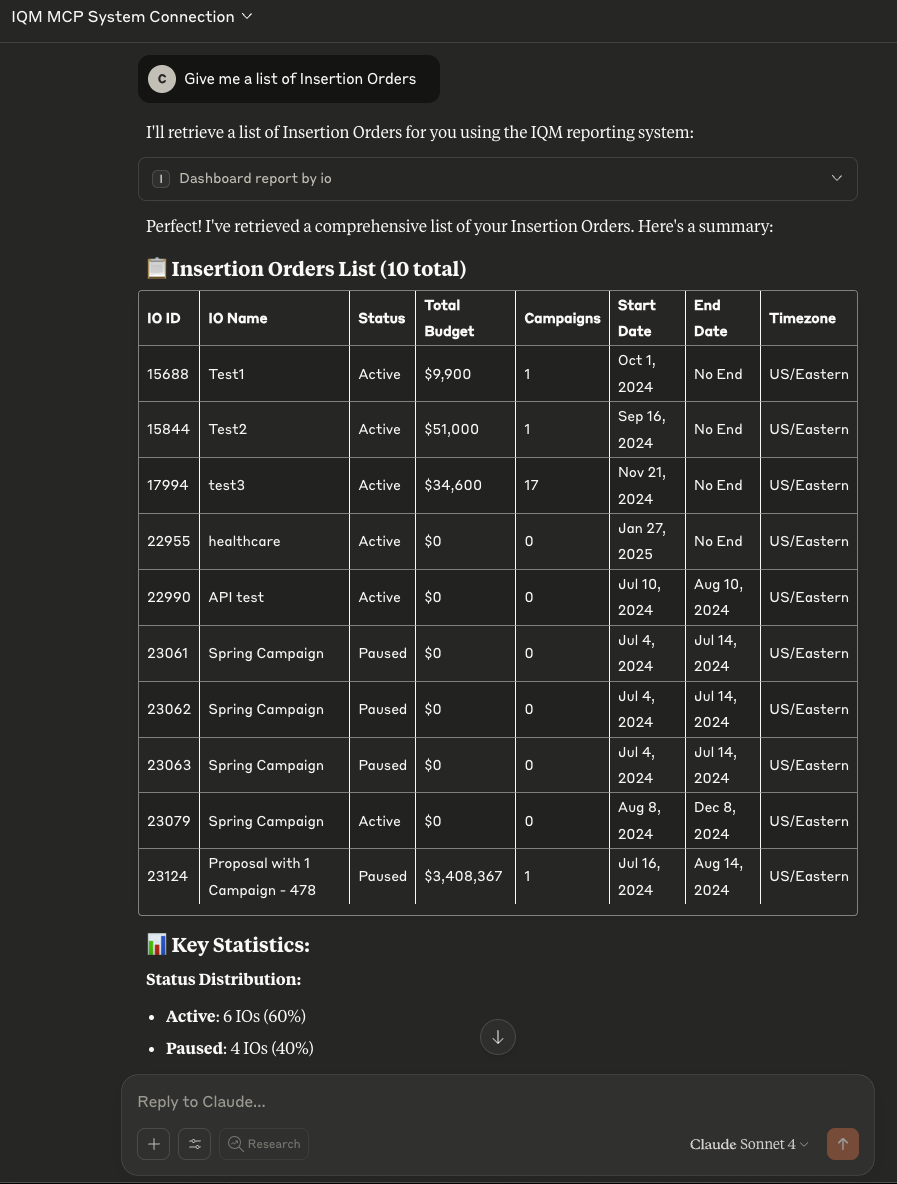 IQM MCP System Connection
C Give me a list of Insertion Orders
I'll retrieve a list of Insertion Orders for you using the IQM reporting system:
I Dashboard report by io
Perfect! I've retrieved a comprehensive list of your Insertion Orders. Here's a summary:
📋 Insertion Orders List (10 total)
IO ID IO Name Status Total Budget Campaigns Start Date End Date Timezone
15688 Test1 Active $9,900 1 Oct 1, 2024 No End US/Eastern
15844 Test2 Active $51,000 1 Sep 16, 2024 No End US/Eastern
17994 test3 Active $34,600 17 Nov 21, 2024 No End US/Eastern
22955 healthcare Active $0 0 Jan 27, 2025 No End US/Eastern
22990 API test Active $0 0 Jul 10, 2024 Aug 10, 2024 US/Eastern
23061 Spring Campaign Paused $0 0 Jul 4, 2024 Jul 14, 2024 US/Eastern
23062 Spring Campaign Paused $0 0 Jul 4, 2024 Jul 14, 2024 US/Eastern
23063 Spring Campaign Paused $0 0 Jul 4, 2024 Jul 14, 2024 US/Eastern
23079 Spring Campaign Active $0 0 Aug 8, 2024 Dec 8, 2024 US/Eastern
23124 Proposal with 1 Campaign - 478 Paused $3,408,367 1 Jul 16, 2024 Aug 14, 2024 US/Eastern
📊 Key Statistics:
Status Distribution:
• Active: 6 IOs (60%)
• Paused: 4 IOs (40%)
Reply to Claude...
Research
Claude Sonnet 4